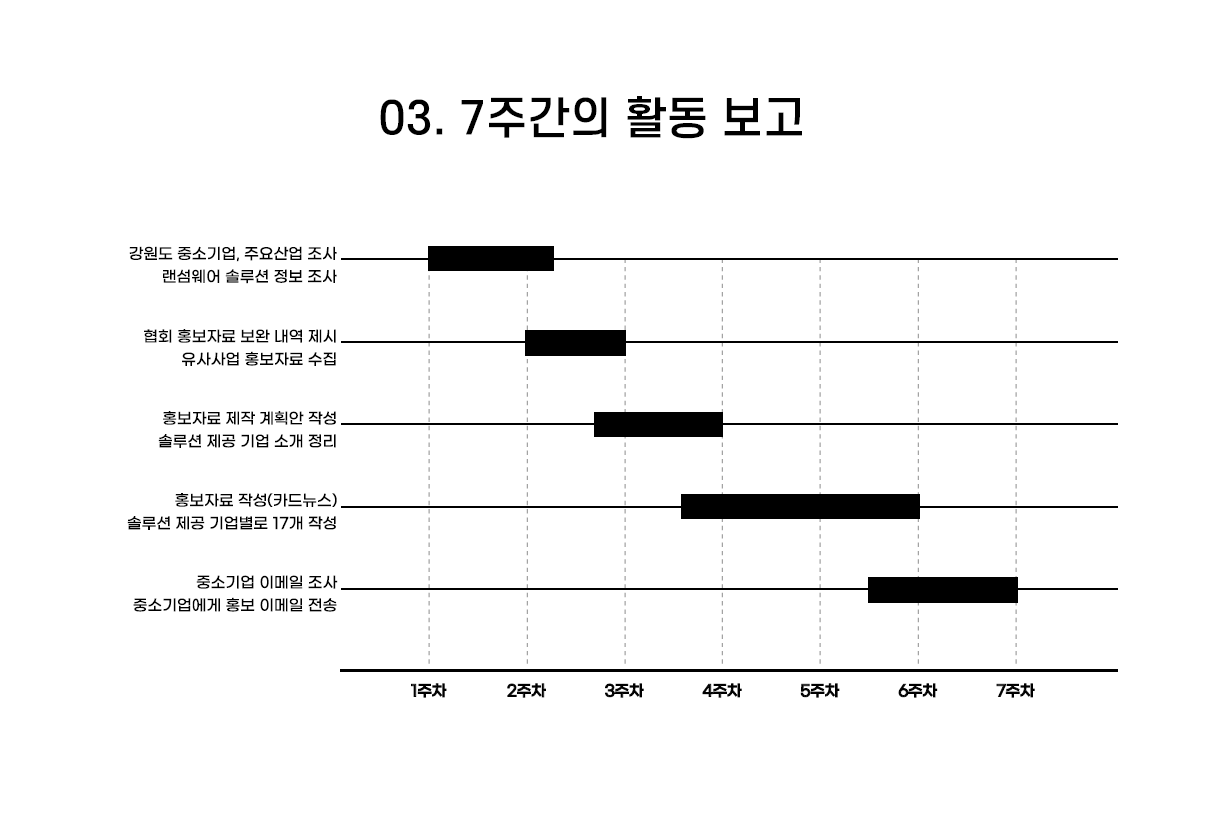 03. 7주간의 활동 보고
강원도 중소기업, 주요산업 조사
랜섬웨어 솔루션 정보 조사
협회 홍보자료 보완 내역 제시
유사사업 홍보자료 수집
홍보자료 제작 계획안 작성
솔루션 제공 기업 소개 정리
홍보자료 작성(카드뉴스)
솔루션 제공 기업별로 17개 작성
중소기업 이메일 조사
중소기업에게 홍보 이메일 전송
1주차 2주차 3주차 4주차 5주차 6주차 7주차